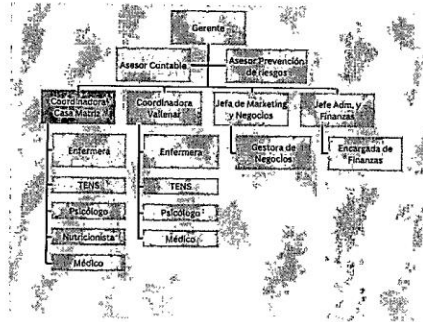 Gerente
Asesor Contable
Asesor Prevención
de riesgos
Coordinadora
Casa Matriz
Coordinadora
Vallenar
Jefa de Marketing
y Negocios
Jefe Adm. y
Finanzas
Enfermera
TENS
Psicólogo
Nutricionista
Médico
Enfermera
TENS
Psicólogo
Médico
Gestora de
Negocios
Encargada de
Finanzas